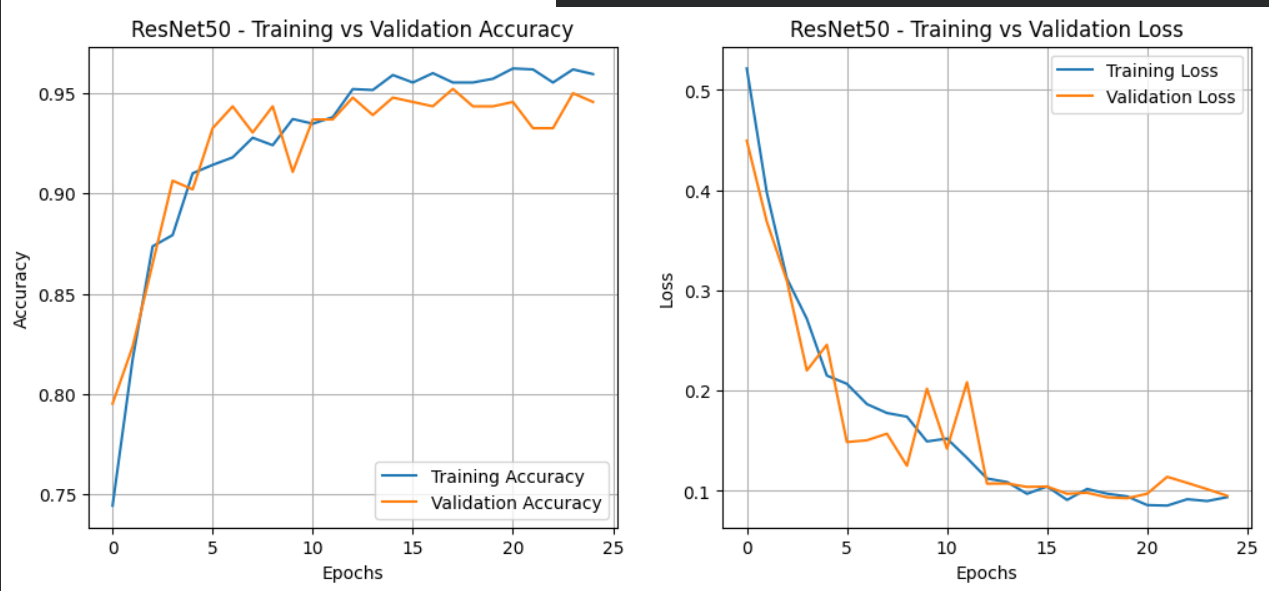 ResNet50 - Training vs Validation Accuracy
Accuracy
0.95
0.90
0.85
0.80
0.75
Training Accuracy
Validation Accuracy
0 5 10 15 20 25
Epochs
ResNet50 - Training vs Validation Loss
Loss
0.5
0.4
0.3
0.2
0.1
Training Loss
Validation Loss
0 5 10 15 20 25
Epochs